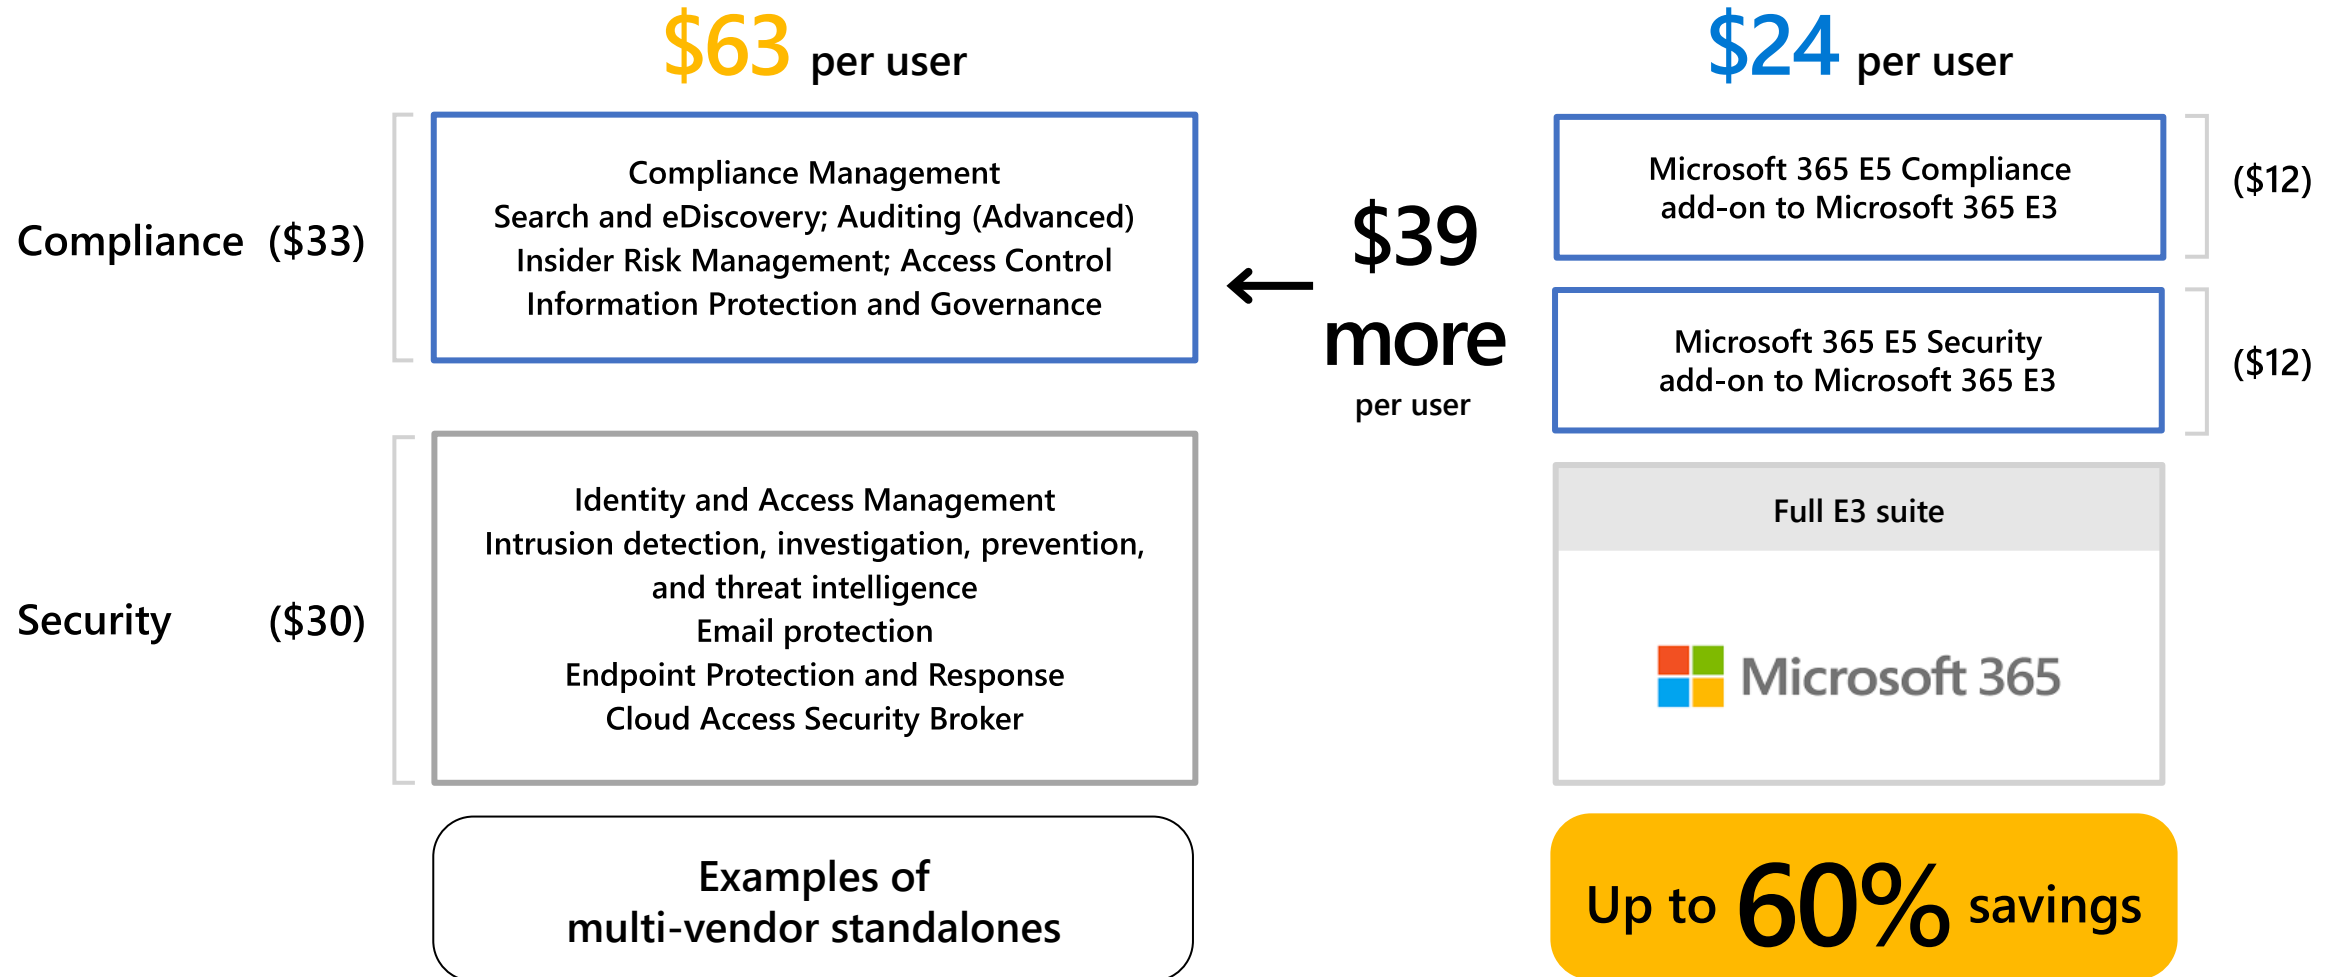 $63 per user
$24 per user
Compliance ($33)
Compliance Management
Search and eDiscovery; Auditing (Advanced)
Insider Risk Management; Access Control
Information Protection and Governance
$39
more
per user
Microsoft 365 E5 Compliance
add-on to Microsoft 365 E3
($12)
Microsoft 365 E5 Security
add-on to Microsoft 365 E3
($12)
Security ($30)
Identity and Access Management
Intrusion detection, investigation, prevention,
and threat intelligence
Email protection
Endpoint Protection and Response
Cloud Access Security Broker
Full E3 suite
Microsoft 365
Examples of
multi-vendor standalones
Up to 60% savings